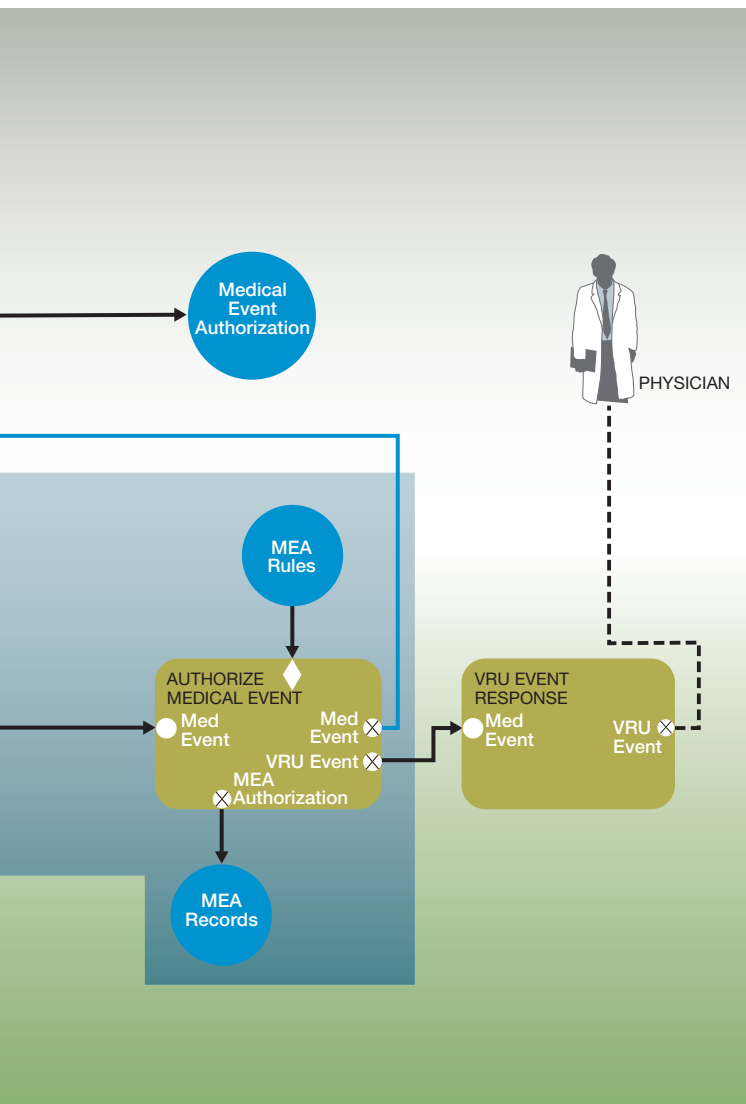 Medical
Event
Authorization
PHYSICIAN
MEA
Rules
AUTHORIZE
MEDICAL EVENT
Med
Event
Med
Event
VRU Event
MEA
Authorization
VRU EVENT
RESPONSE
Med
Event
VRU
Event
MEA
Records